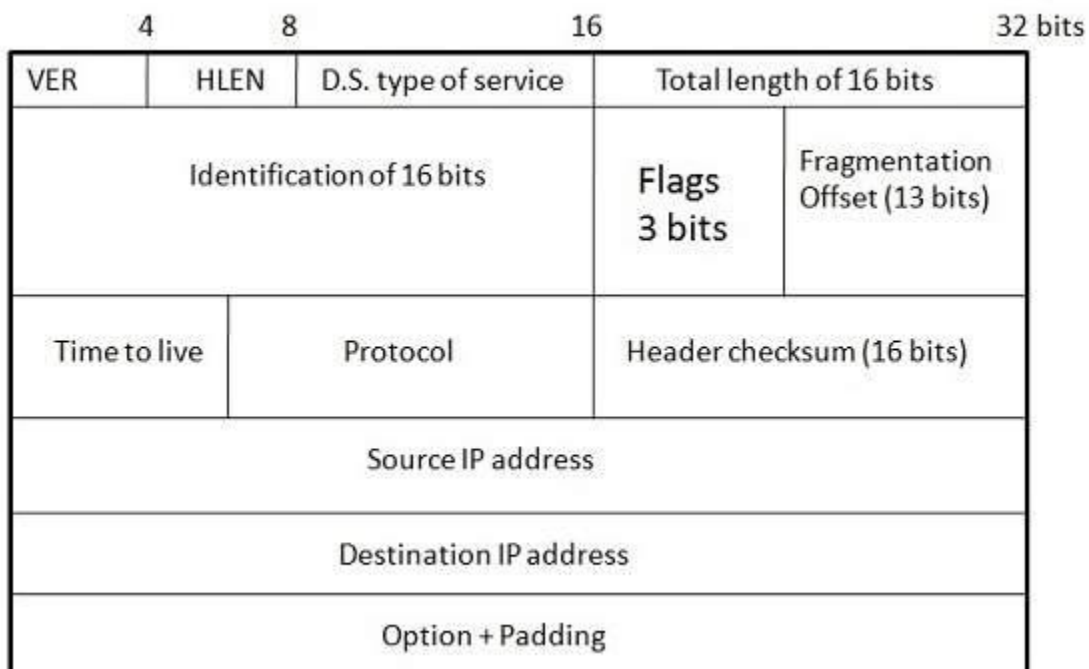 4 8 16 32 bits
VER HLEN D.S. type of service Total length of 16 bits
Identification of 16 bits
Flags
3 bits
Fragmentation
Offset (13 bits)
Time to live Protocol Header checksum (16 bits)
Source IP address
Destination IP address
Option + Padding